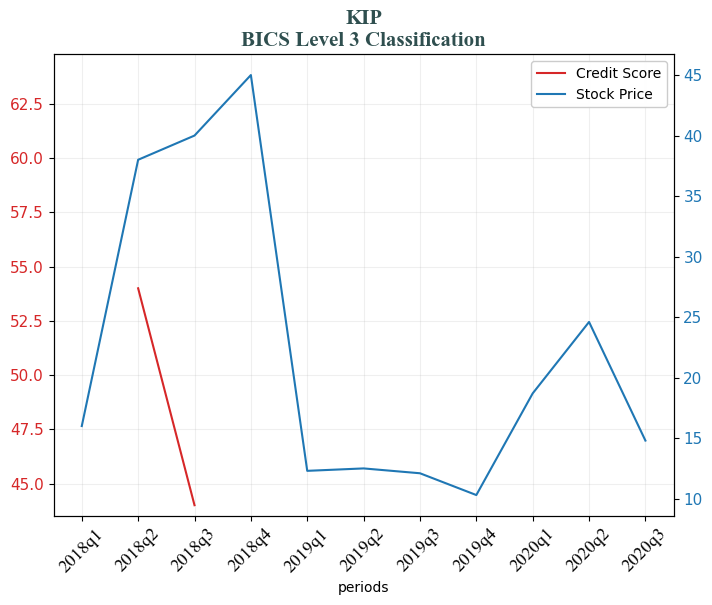 KIP
BICS Level 3 Classification
Credit Score
Stock Price
62.5
60.0
57.5
55.0
52.5
50.0
47.5
45.0
45
40
35
30
25
20
15
10
2018q1
2018q2
2018q3
2018q4
2019q1
2019q2
2019q3
2019q4
2020q1
2020q2
2020q3
periods